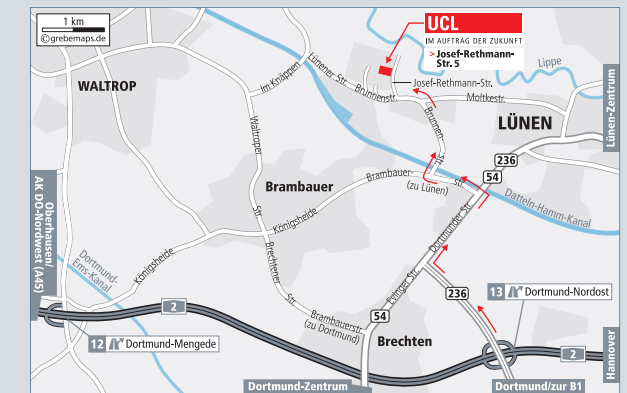 1 km
©grebemaps.de
UCL
IM AUFTRAG DER ZUKUNFT
> Josef-Rethmann-
Str. 5
Josef-Rethmann-Str.
Lippe
Lünen-Zentrum
WALTROP
Im Knäppen
Lünener Str.
Brunnenstr.
Moltkestr.
LÜNEN
Brunnen-
str.
Waltroper
Str.
236
54
Brambauer
Brambauer
str.
(zu Lünen)
Datteln-Hamm-Kanal
Oberhausen/
AK DO-Nordwest (A45)
Dortmund-
Ems-Kanal
Königsheide
Königsheide
Brechtener
Str.
Dortmunder Str.
Evinger Str.
236
13 Dortmund-Nordost
2
Brambauerstr.
(zu Dortmund)
54
12 Dortmund-Mengede
Brechten
2
Hannover
Dortmund-Zentrum
Dortmund/zur B1